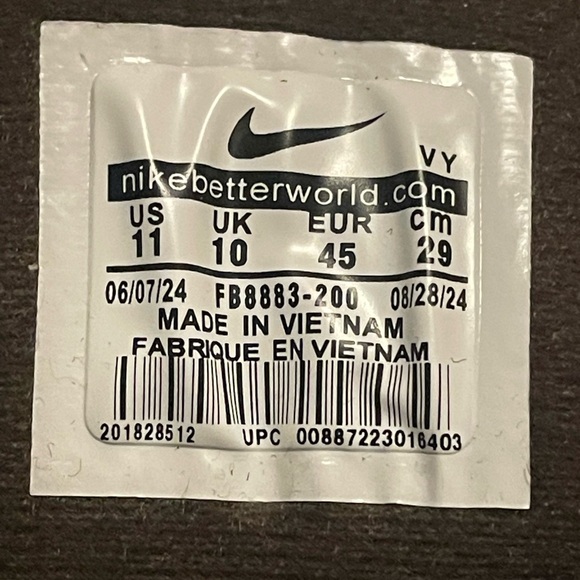 VY
nikebetterworld.com
US UK EUR cm
11 10 45 29
06/07/24 FB8883-200 08/28/24
MADE IN VIETNAM
FABRIQUE EN VIETNAM
201828512 UPC 00887223016403